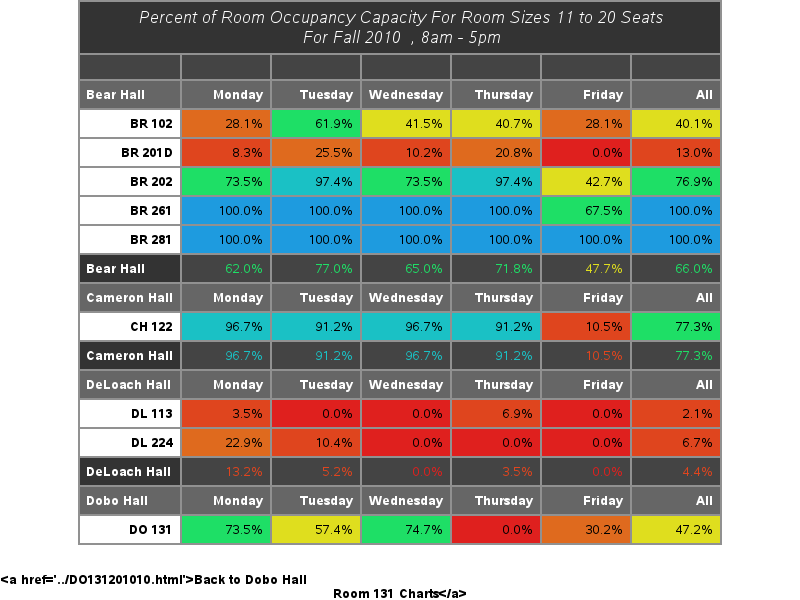 Percent of Room Occupancy Capacity For Room Sizes 11 to 20 Seats
For Fall 2010 , 8am - 5pm
Bear Hall Monday Tuesday Wednesday Thursday Friday All
BR 102 28.1% 61.9% 41.5% 40.7% 28.1% 40.1%
BR 201D 8.3% 25.5% 10.2% 20.8% 0.0% 13.0%
BR 202 73.5% 97.4% 73.5% 97.4% 42.7% 76.9%
BR 261 100.0% 100.0% 100.0% 100.0% 67.5% 100.0%
BR 281 100.0% 100.0% 100.0% 100.0% 100.0% 100.0%
Bear Hall 62.0% 77.0% 65.0% 71.8% 47.7% 66.0%
Cameron Hall Monday Tuesday Wednesday Thursday Friday All
CH 122 96.7% 91.2% 96.7% 91.2% 10.5% 77.3%
Cameron Hall 96.7% 91.2% 96.7% 91.2% 10.5% 77.3%
DeLoach Hall Monday Tuesday Wednesday Thursday Friday All
DL 113 3.5% 0.0% 0.0% 6.9% 0.0% 2.1%
DL 224 22.9% 10.4% 0.0% 0.0% 0.0% 6.7%
DeLoach Hall 13.2% 5.2% 0.0% 3.5% 0.0% 4.4%
Dobo Hall Monday Tuesday Wednesday Thursday Friday All
DO 131 73.5% 57.4% 74.7% 0.0% 30.2% 47.2%
<a href='../DO131201010.html'>Back to Dobo Hall
Room 131 Charts</a>